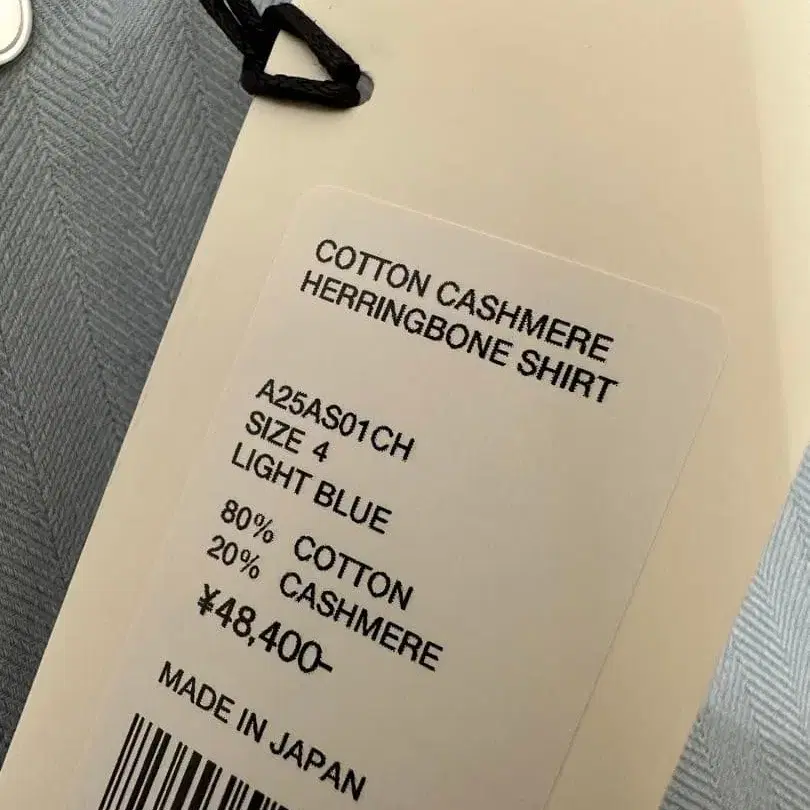 COTTON CASHMERE
HERRINGBONE SHIRT
A25AS01CH
SIZE 4
LIGHT BLUE
80% COTTON
20% CASHMERE
¥48,400-
MADE IN JAPAN